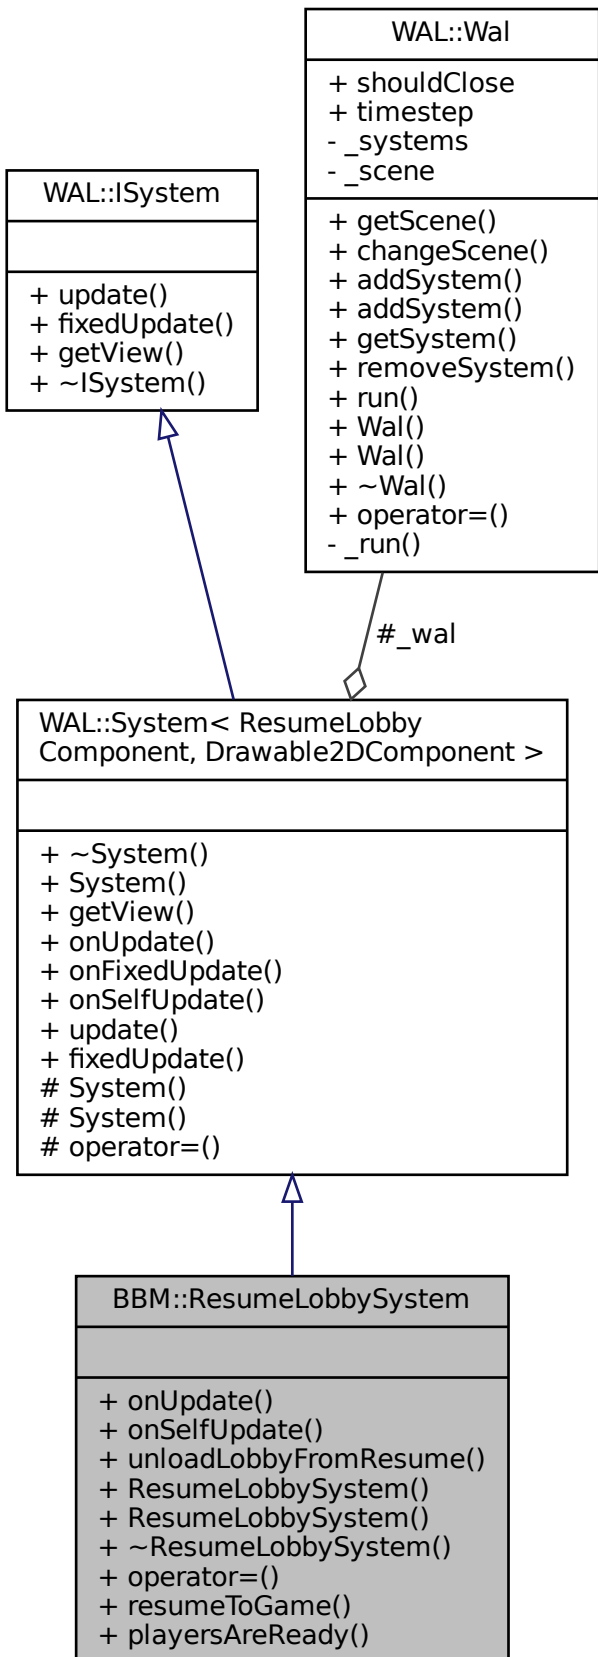 WAL::Wal
+ shouldClose
+ timestep
- _systems
- _scene
+ getScene()
+ changeScene()
+ addSystem()
+ addSystem()
+ getSystem()
+ removeSystem()
+ run()
+ Wal()
+ Wal()
+ ~Wal()
+ operator=()
- _run()
WAL::ISystem
+ update()
+ fixedUpdate()
+ getView()
+ ~ISystem()
#_wal
WAL::System< ResumeLobby
Component, Drawable2DComponent >
+ ~System()
+ System()
+ getView()
+ onUpdate()
+ onFixedUpdate()
+ onSelfUpdate()
+ update()
+ fixedUpdate()
# System()
# System()
# operator=()
BBM::ResumeLobbySystem
+ onUpdate()
+ onSelfUpdate()
+ unloadLobbyFromResume()
+ ResumeLobbySystem()
+ ResumeLobbySystem()
+ ~ResumeLobbySystem()
+ operator=()
+ resumeToGame()
+ playersAreReady()